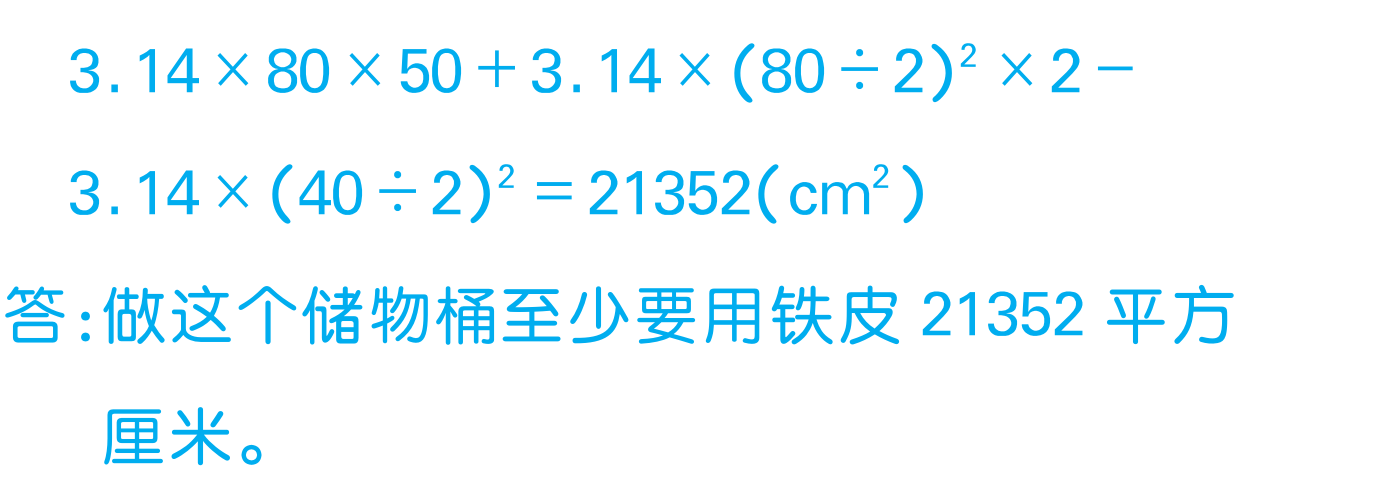 3.14×80×50+3.14×(80÷2)²×2-
3.14×(40÷2)²=21352(cm²)
答:做这个储物桶至少要用铁皮 21352 平方
厘米。